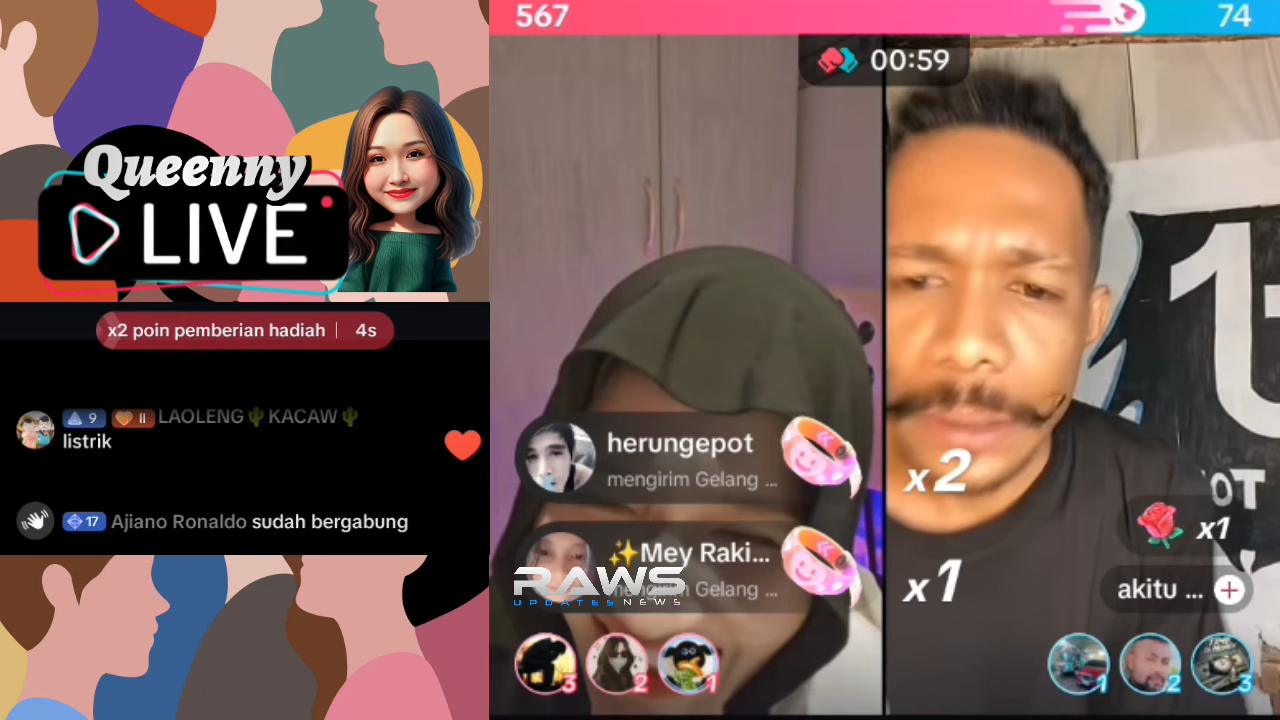 Queenny
LIVE
x2 poin pemberian hadiah | 4s
9 II LAOLENG🌵KACAW🌵
listrik
17 Ajiano Ronaldo sudah bergabung
567
74
00:59
herungepot
mengirim Gelang ...
x2
✨Mey Raki...
mengirim Gelang ...
x1
RAWS
UPDATES NEWS
x1
akitu ...
3
2
1
1
2
3